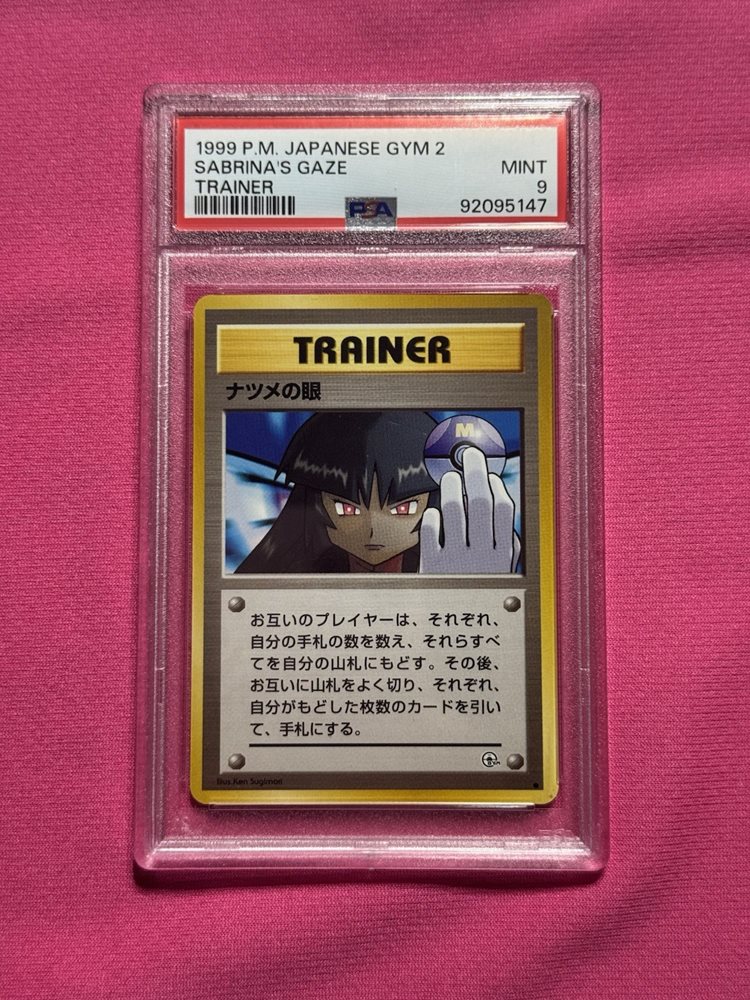 1999 P.M. JAPANESE GYM 2
SABRINA'S GAZE MINT
TRAINER 9
PSA 92095147
TRAINER
ナツメの眼
M
お互いのプレイヤーは、それぞれ、
自分の手札の数を数え、それらすべ
てを自分の山札にもどす。その後、
お互いに山札をよく切り、それぞれ、
自分がもどした枚数のカードを引い
て、手札にする。
Illus. Ken Sugimori